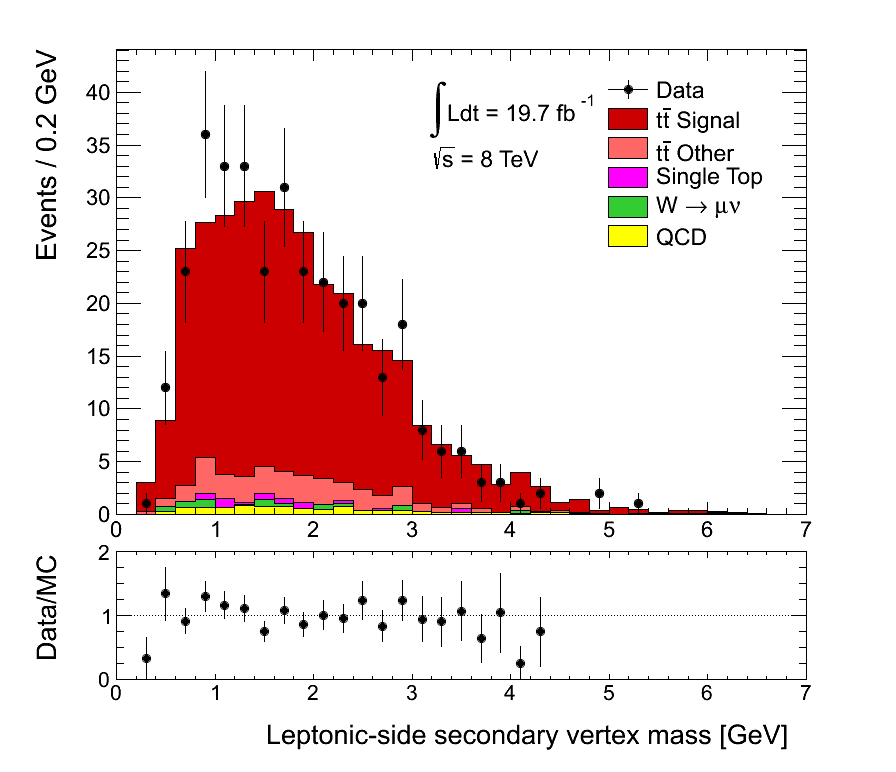 Events / 0.2 GeV
40
35
30
25
20
15
10
5
0
∫ Ldt = 19.7 fb⁻¹
√s = 8 TeV
Data
tt̄ Signal
tt̄ Other
Single Top
W → μν
QCD
0 1 2 3 4 5 6 7
Data/MC
2
1
0
0 1 2 3 4 5 6 7
Leptonic-side secondary vertex mass [GeV]